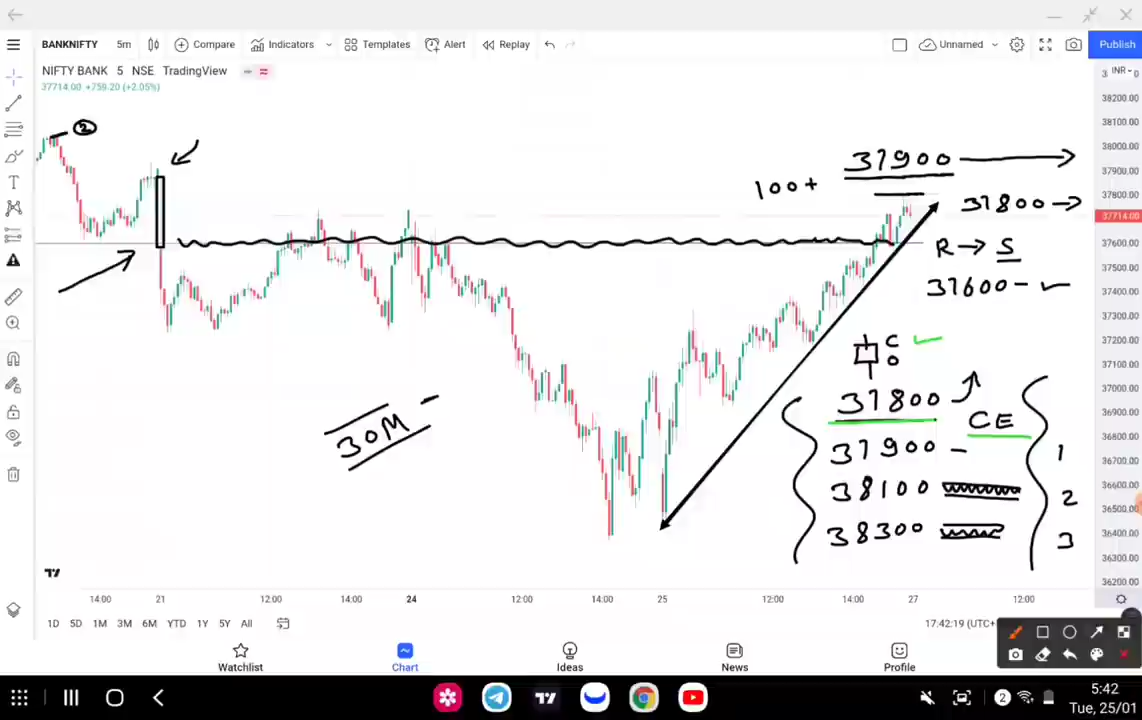 BANKNIFTY 5m Compare Indicators Templates Alert Replay Unnamed Publish
NIFTY BANK 5 NSE TradingView
37714.00 +759.20 (+2.05%)
INR
38200.00
38100.00
38000.00
37900.00
37800.00
37714.00
37600.00
37500.00
37400.00
37300.00
37200.00
37100.00
37000.00
36900.00
36800.00
36700.00
36600.00
36500.00
36400.00
36300.00
36200.00
2
37900
100+
37800
R → S
37600 -
C
O
37800
CE
37900 -
1
38100
2
38300
3
30M
14:00 21 12:00 14:00 24 12:00 14:00 25 12:00 14:00 27 12:00
1D 5D 1M 3M 6M YTD 1Y 5Y All
17:42:19 (UTC+
Watchlist Chart Ideas News Profile
2
5:42
Tue, 25/01